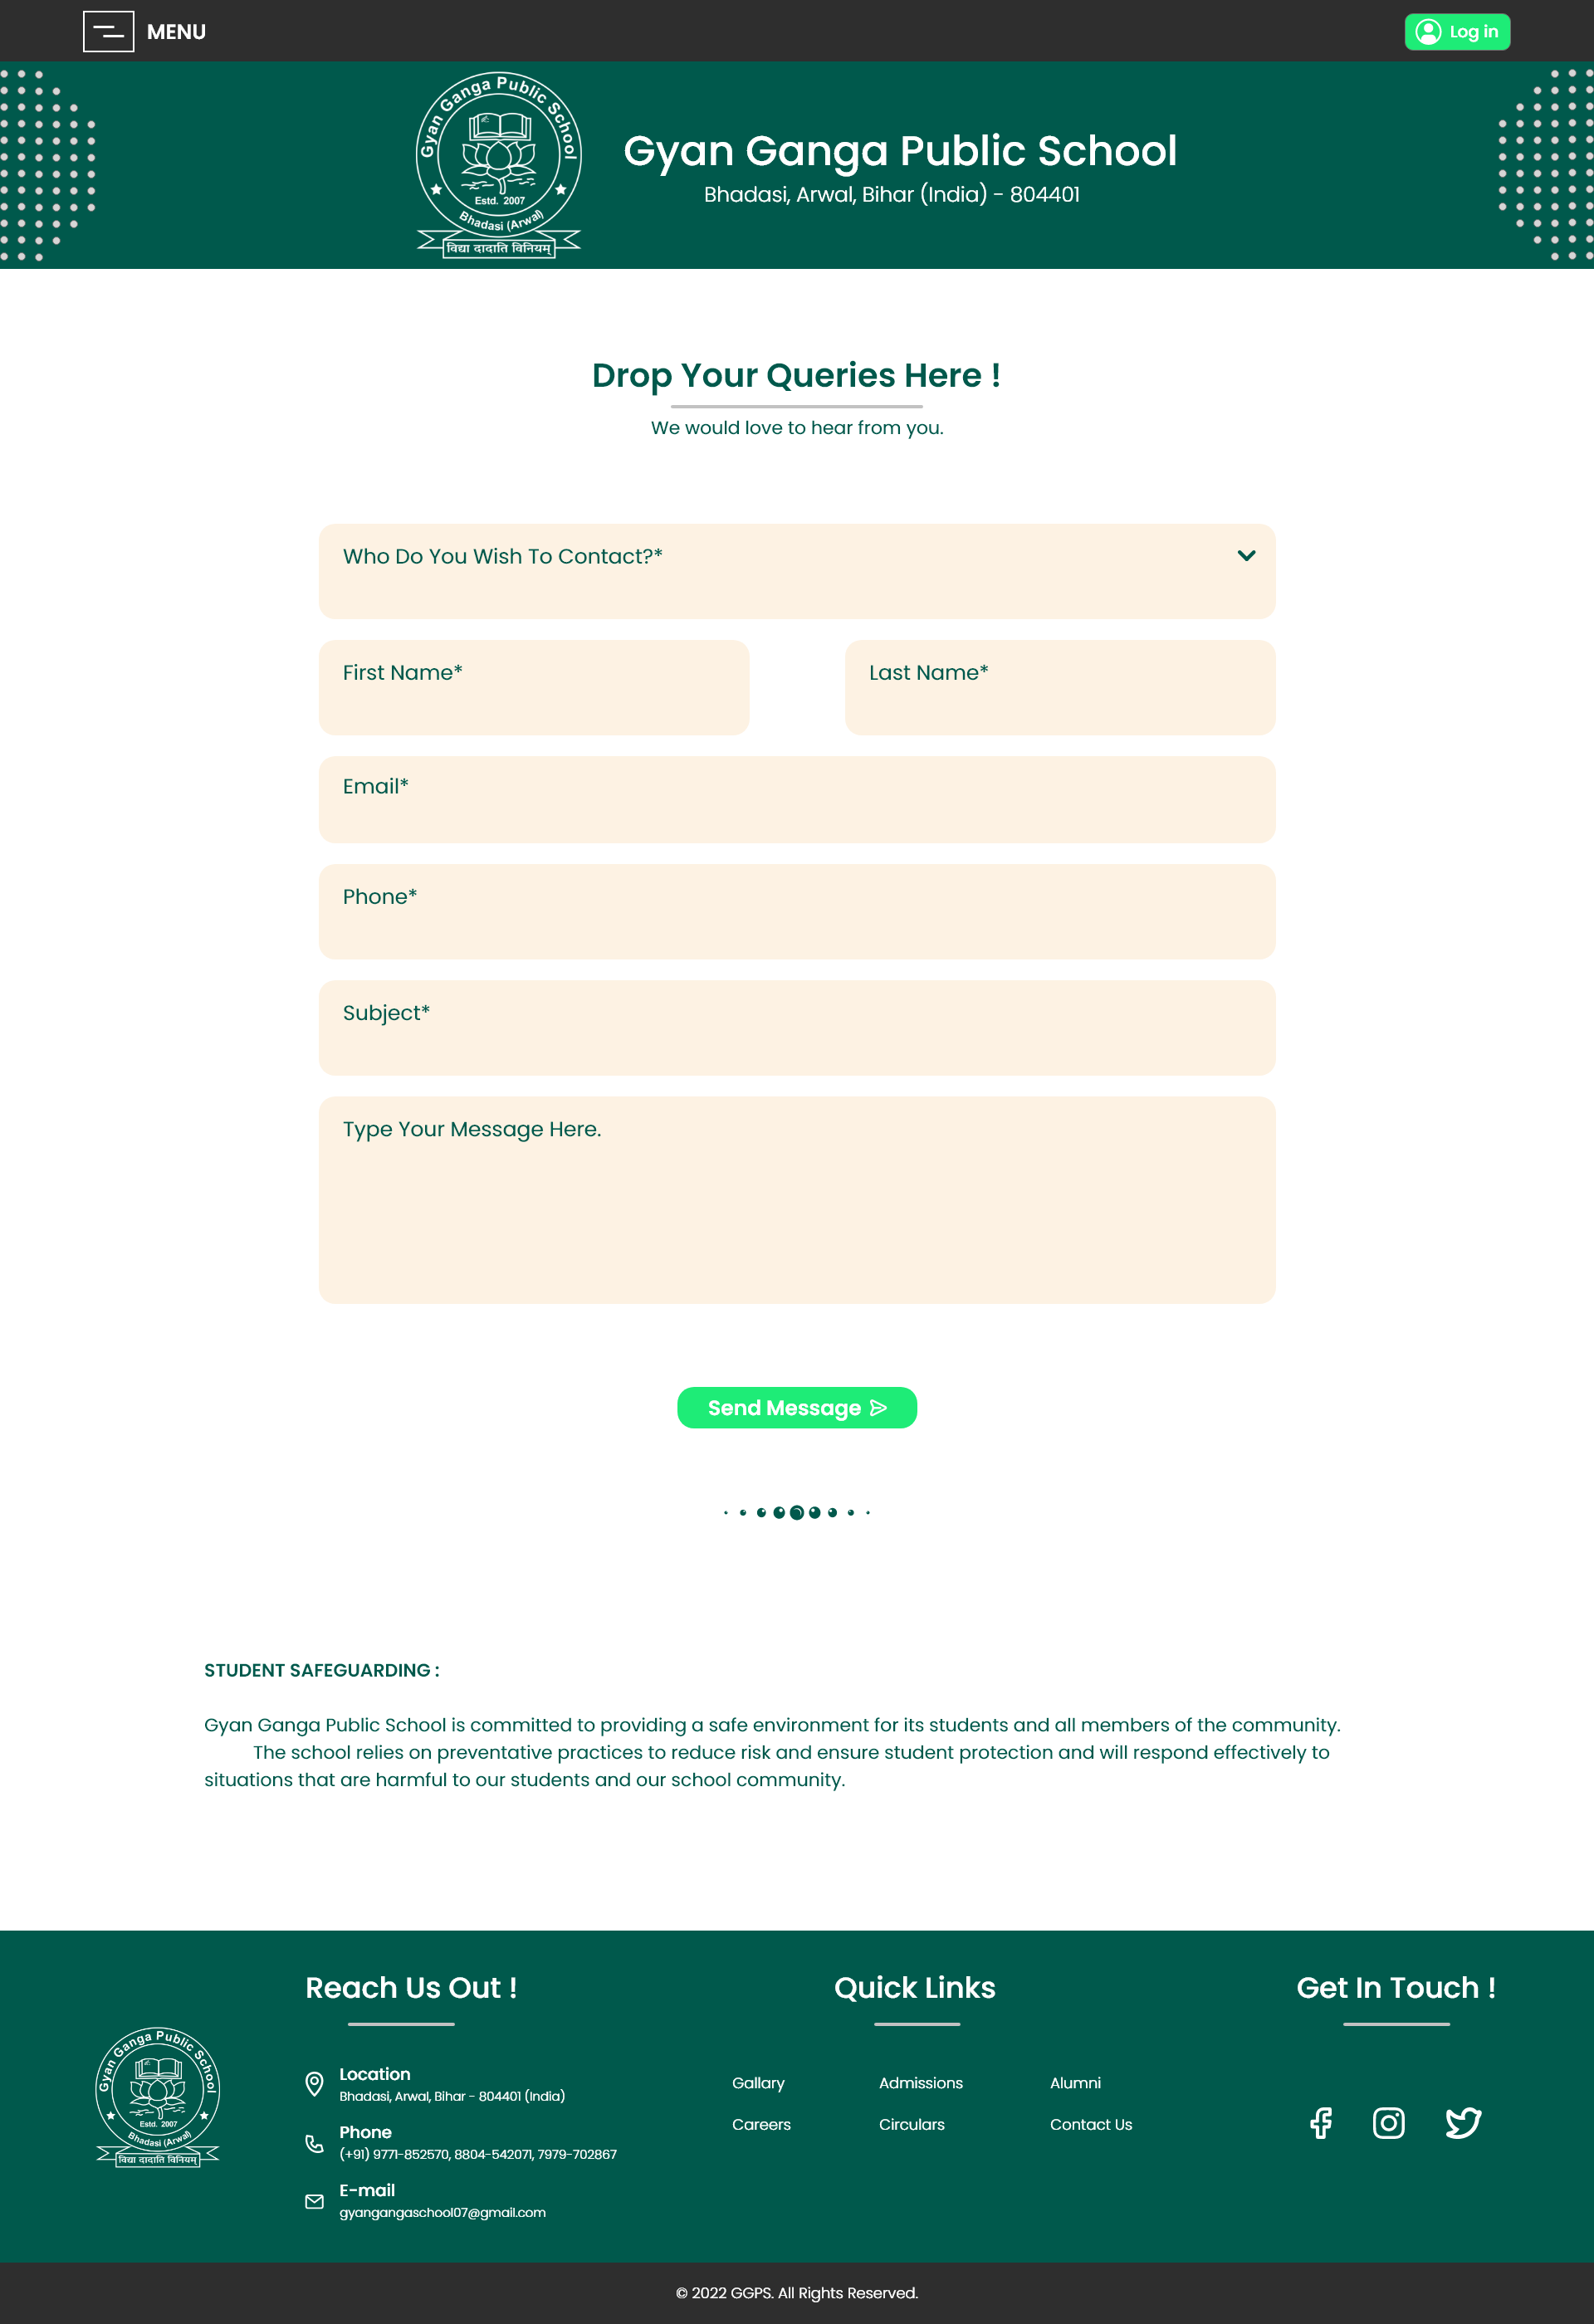 MENU
Log in
Gyan Ganga Public School
Estd. 2007
Bhadasi (Arwal)
विद्या दादाति विनियम्
Gyan Ganga Public School
Bhadasi, Arwal, Bihar (India) - 804401
Drop Your Queries Here !
We would love to hear from you.
Who Do You Wish To Contact?*
First Name*
Last Name*
Email*
Phone*
Subject*
Type Your Message Here.
Send Message
STUDENT SAFEGUARDING :
Gyan Ganga Public School is committed to providing a safe environment for its students and all members of the community.
The school relies on preventative practices to reduce risk and ensure student protection and will respond effectively to
situations that are harmful to our students and our school community.
Gyan Ganga Public School
Estd. 2007
Bhadasi (Arwal)
विद्या दादाति विनियम्
Reach Us Out !
Location
Bhadasi, Arwal, Bihar - 804401 (India)
Phone
(+91) 9771-852570, 8804-542071, 7979-702867
E-mail
gyangangaschool07@gmail.com
Quick Links
Gallary
Admissions
Alumni
Careers
Circulars
Contact Us
Get In Touch !
© 2022 GGPS. All Rights Reserved.